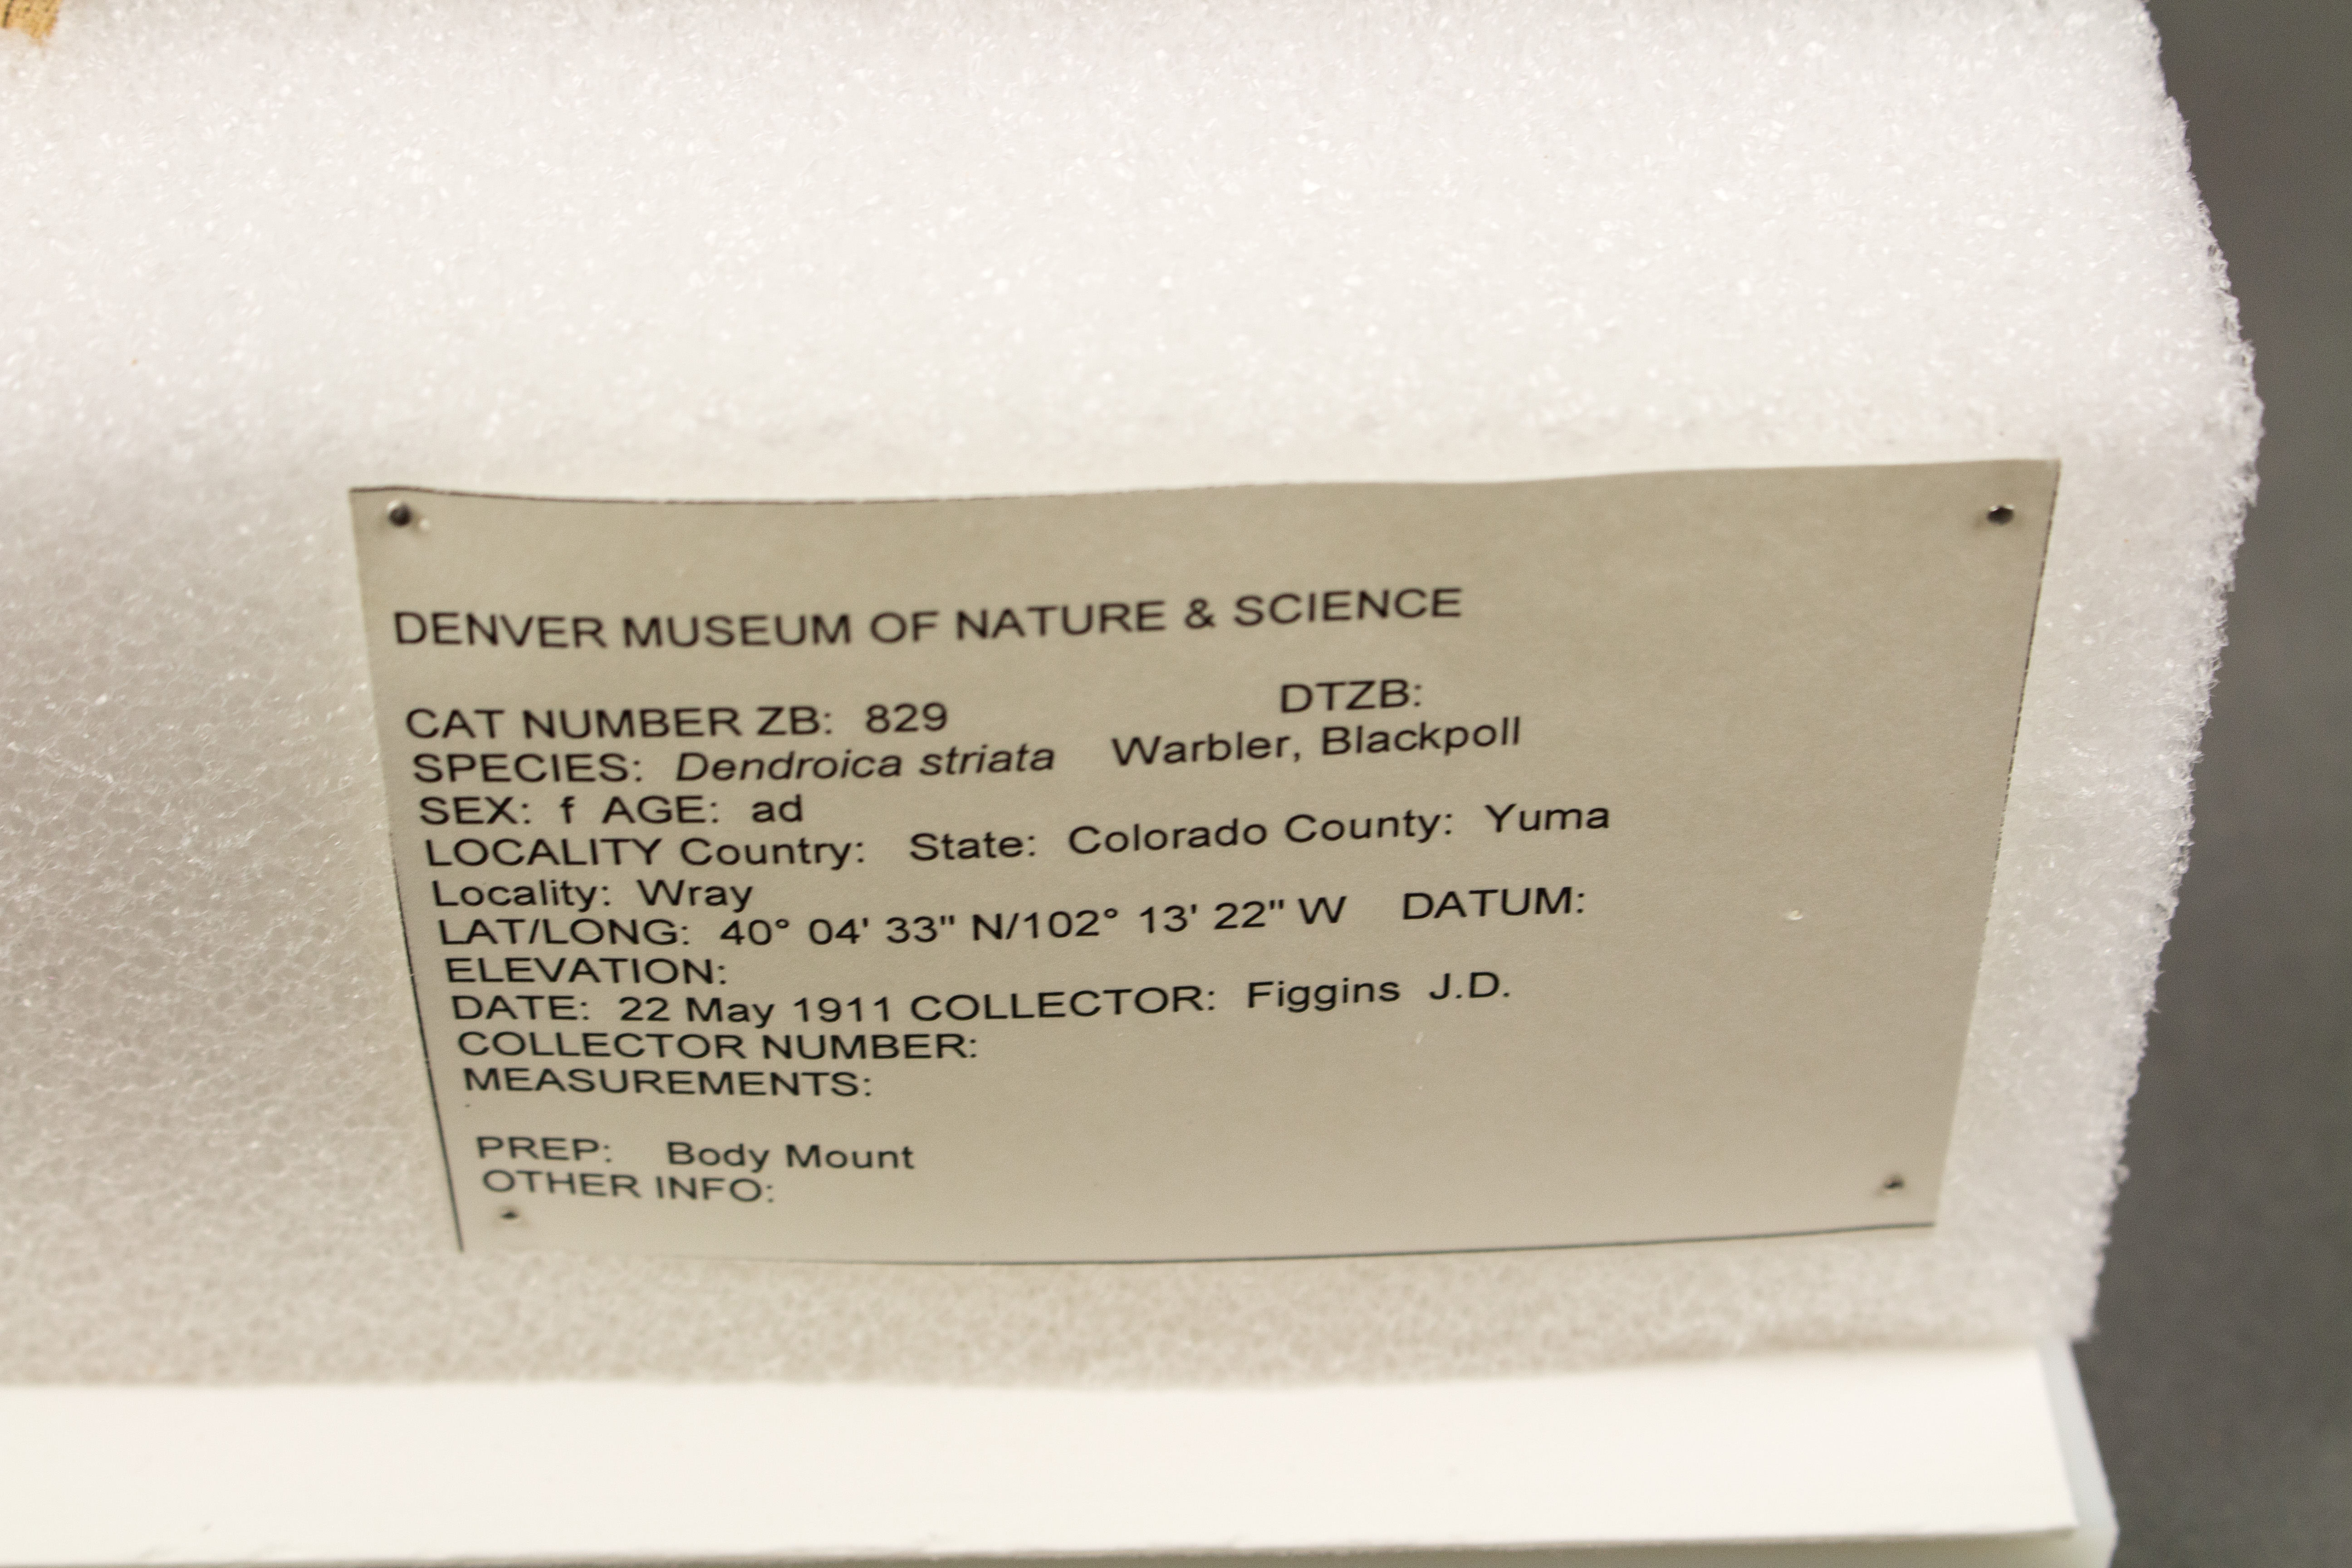 DENVER MUSEUM OF NATURE & SCIENCE
CAT NUMBER ZB: 829 DTZB:
SPECIES: Dendroica striata Warbler, Blackpoll
SEX: f AGE: ad
LOCALITY Country: State: Colorado County: Yuma
Locality: Wray
LAT/LONG: 40° 04' 33" N/102° 13' 22" W DATUM:
ELEVATION:
DATE: 22 May 1911 COLLECTOR: Figgins J.D.
COLLECTOR NUMBER:
MEASUREMENTS:
PREP: Body Mount
OTHER INFO: